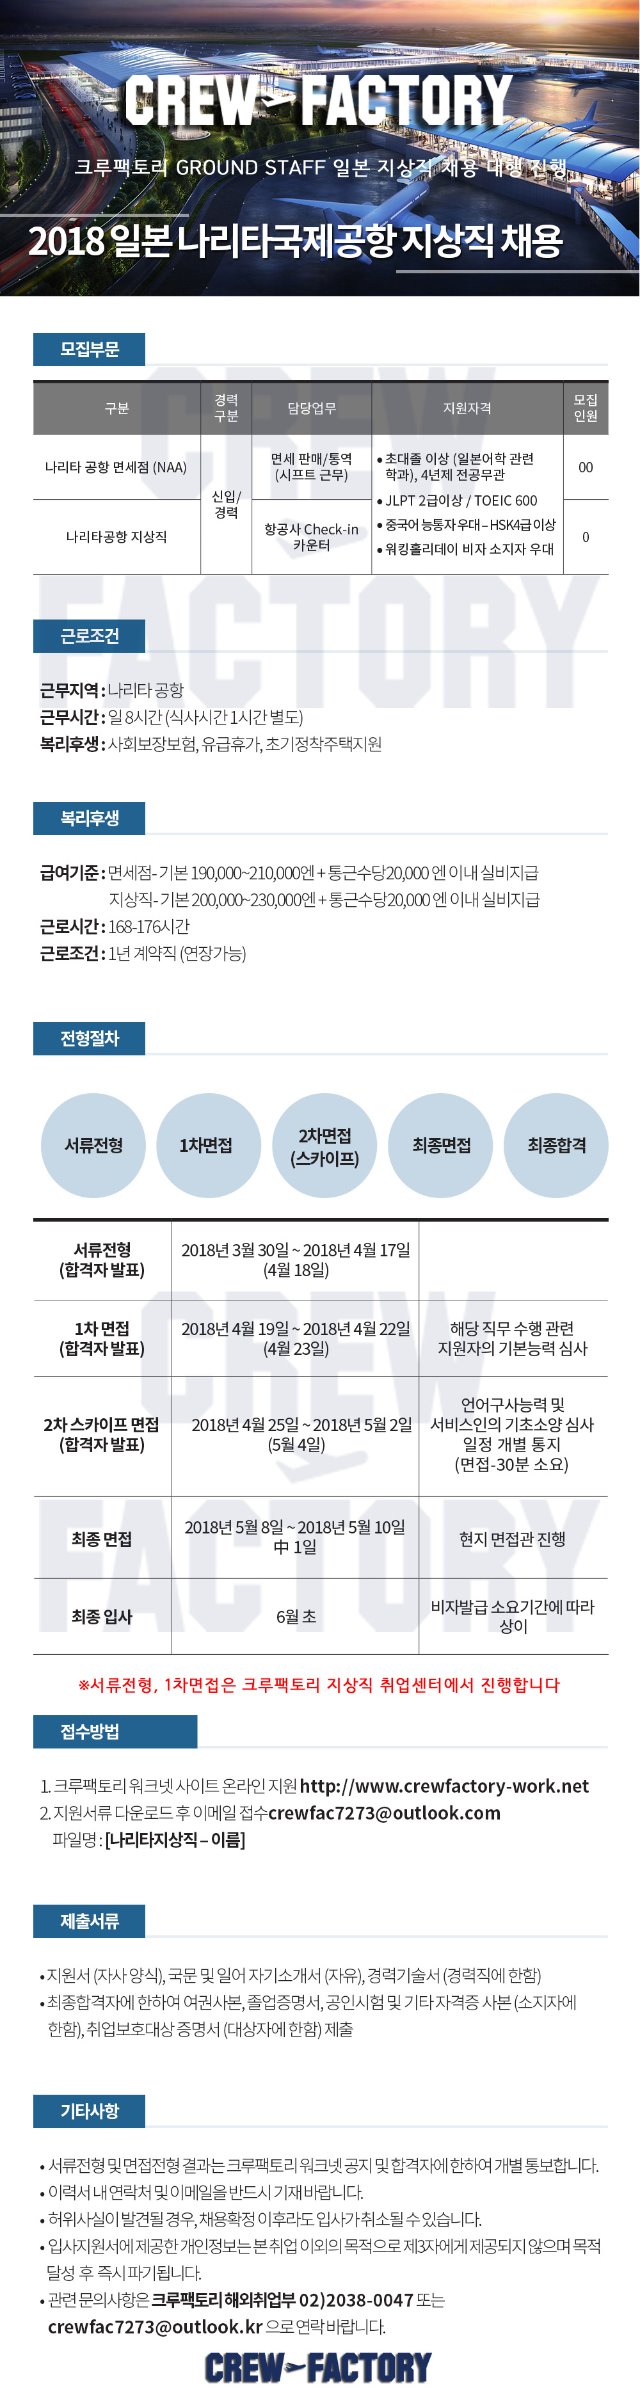 CREW FACTORY
크루팩토리 GROUND STAFF 일본 지상직 채용 대행 진행
2018 일본 나리타국제공항 지상직 채용
모집부문
구분
경력
구분
담당업무
지원자격
모집
인원
나리타 공항 면세점 (NAA)
신입/
경력
면세 판매/통역
(시프트 근무)
• 초대졸 이상 (일본어학 관련
학과), 4년제 전공무관
• JLPT 2급이상 / TOEIC 600
• 중국어 능통자 우대 – HSK4급 이상
• 워킹홀리데이 비자 소지자 우대
00
나리타공항 지상직
항공사 Check-in
카운터
0
CREW
FACTORY
근로조건
근무지역 : 나리타 공항
근무시간 : 일 8시간 (식사시간 1시간 별도)
복리후생 : 사회보장보험, 유급휴가, 초기정착주택지원
복리후생
급여기준 : 면세점- 기본 190,000~210,000엔 + 통근수당20,000 엔 이내 실비지급
지상직- 기본 200,000~230,000엔 + 통근수당20,000 엔 이내 실비지급
근로시간 : 168-176시간
근로조건 : 1년 계약직 (연장가능)
전형절차
서류전형
1차면접
2차면접
(스카이프)
최종면접
최종합격
서류전형
(합격자 발표)
2018년 3월 30일 ~ 2018년 4월 17일
(4월 18일)
1차 면접
(합격자 발표)
2018년 4월 19일 ~ 2018년 4월 22일
(4월 23일)
해당 직무 수행 관련
지원자의 기본능력 심사
2차 스카이프 면접
(합격자 발표)
2018년 4월 25일 ~ 2018년 5월 2일
(5월 4일)
언어구사능력 및
서비스인의 기초소양 심사
일정 개별 통지
(면접-30분 소요)
최종 면접
2018년 5월 8일 ~ 2018년 5월 10일
中 1일
현지 면접관 진행
최종 입사
6월 초
비자발급 소요기간에 따라
상이
CREW
FACTORY
※서류전형, 1차면접은 크루팩토리 지상직 취업센터에서 진행합니다
접수방법
1. 크루팩토리 워크넷 사이트 온라인 지원 http://www.crewfactory-work.net
2. 지원서류 다운로드 후 이메일 접수crewfac7273@outlook.com
파일명 : [나리타지상직 – 이름]
제출서류
• 지원서 (자사 양식), 국문 및 일어 자기소개서 (자유), 경력기술서 (경력직에 한함)
• 최종합격자에 한하여 여권사본, 졸업증명서, 공인시험 및 기타 자격증 사본 (소지자에
한함), 취업보호대상 증명서 (대상자에 한함) 제출
기타사항
• 서류전형 및 면접전형 결과는 크루팩토리 워크넷 공지 및 합격자에 한하여 개별 통보합니다.
• 이력서 내 연락처 및 이메일을 반드시 기재바랍니다.
• 허위사실이 발견될 경우, 채용확정 이후라도 입사가 취소될 수 있습니다.
• 입사지원서에 제공한 개인정보는 본 취업 이외의 목적으로 제3자에게 제공되지 않으며 목적
달성 후 즉시 파기됩니다.
• 관련 문의사항은 크루팩토리 해외취업부 02)2038-0047 또는
crewfac7273@outlook.kr 으로 연락 바랍니다.
CREW FACTORY